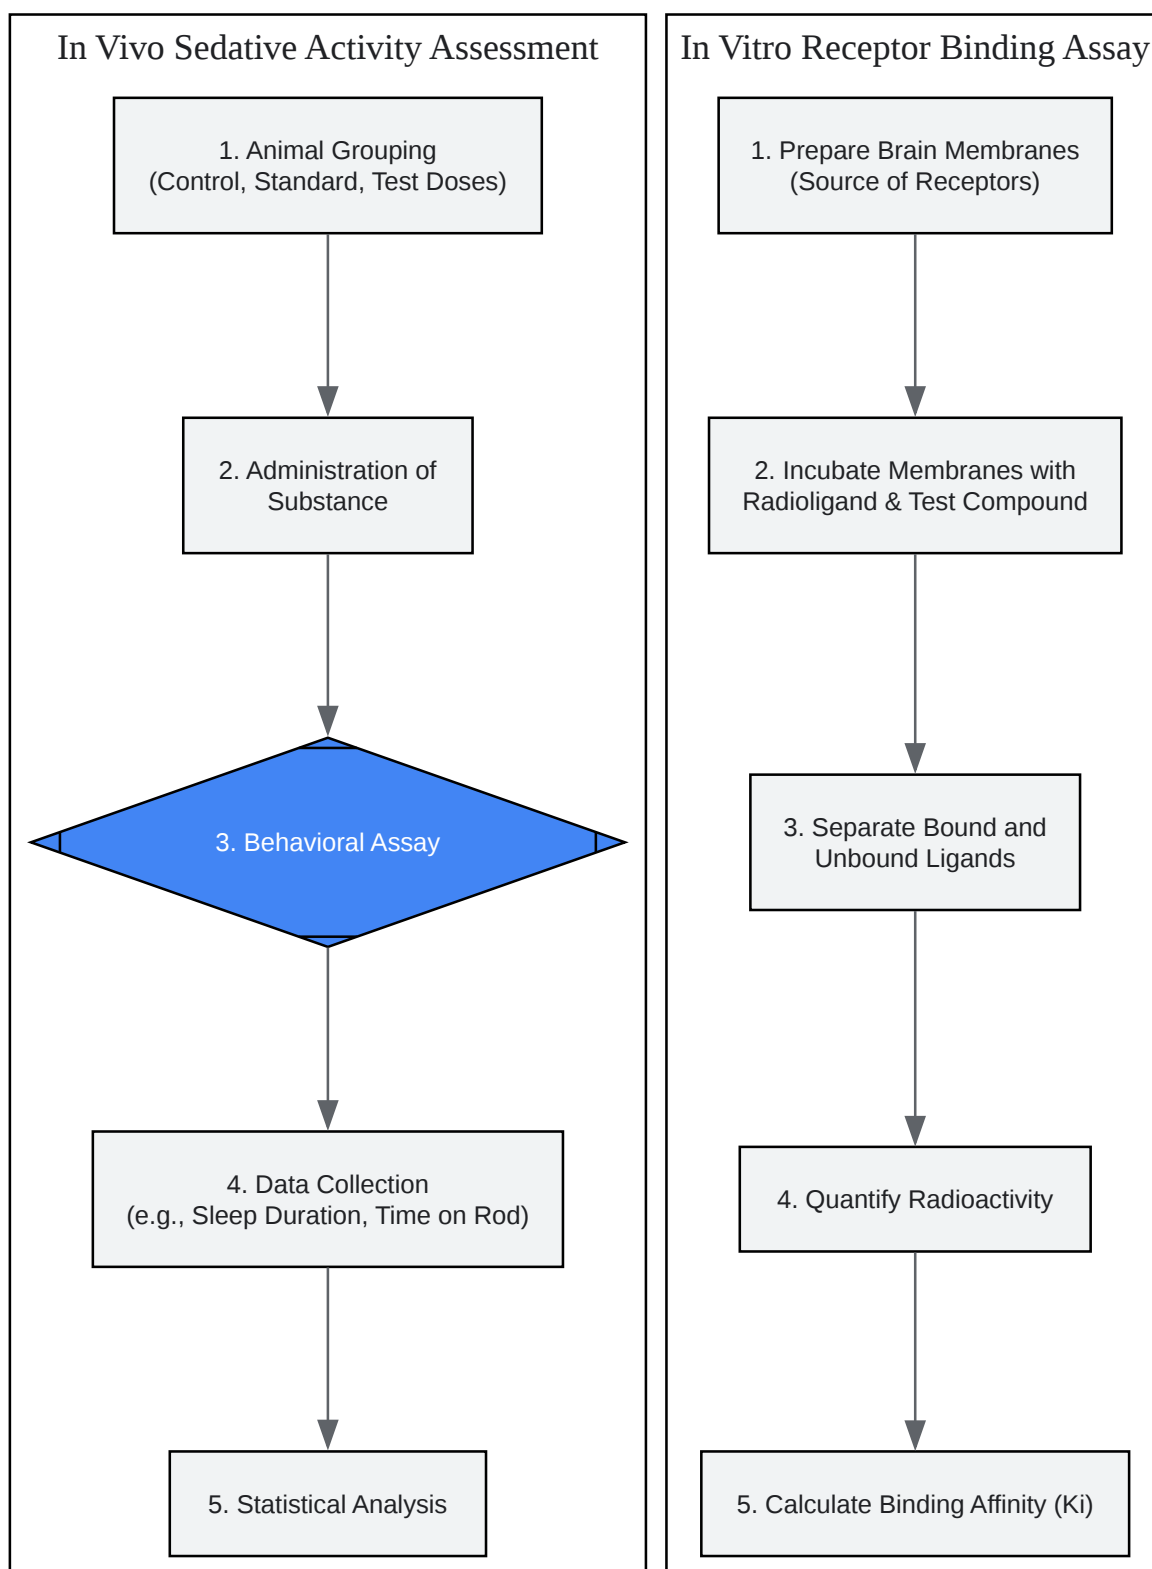 In Vivo Sedative Activity Assessment
1. Animal Grouping
(Control, Standard, Test Doses)
2. Administration of
Substance
3. Behavioral Assay
4. Data Collection
(e.g., Sleep Duration, Time on Rod)
5. Statistical Analysis
In Vitro Receptor Binding Assay
1. Prepare Brain Membranes
(Source of Receptors)
2. Incubate Membranes with
Radioligand & Test Compound
3. Separate Bound and
Unbound Ligands
4. Quantify Radioactivity
5. Calculate Binding Affinity (Ki)